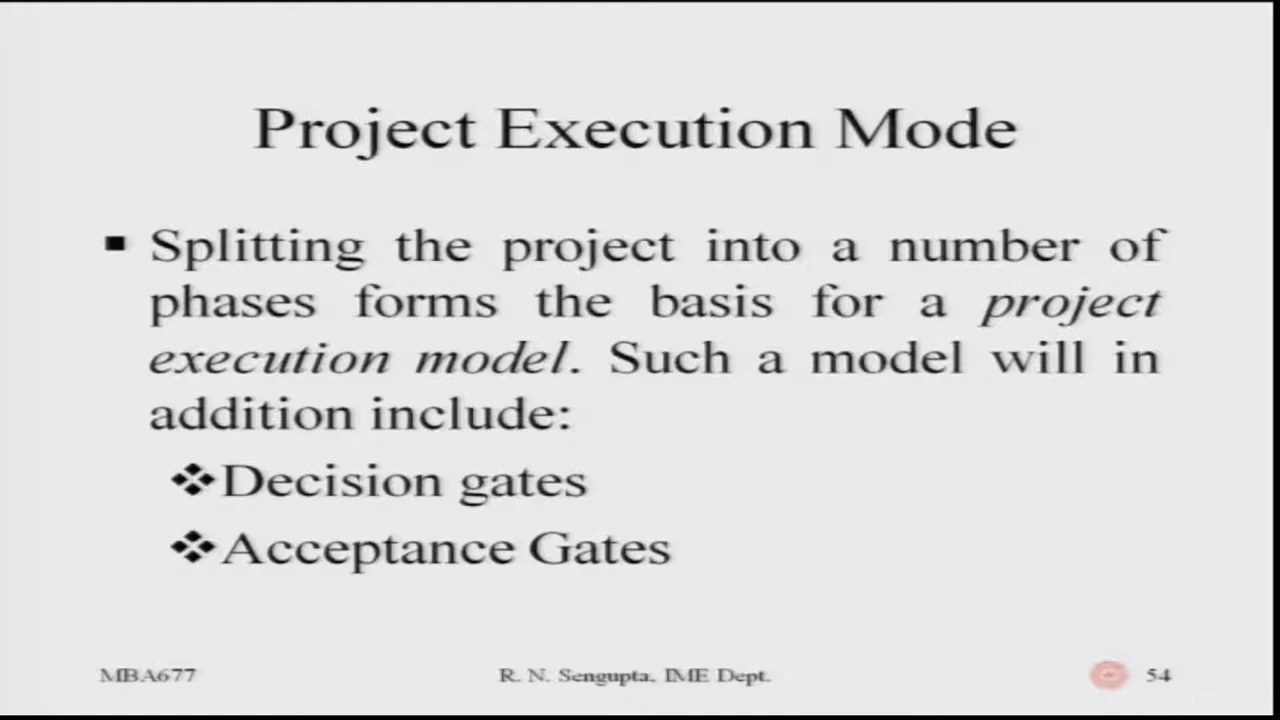 Project Execution Mode
▪ Splitting the project into a number of
phases forms the basis for a project
execution model. Such a model will in
addition include:
❖Decision gates
❖Acceptance Gates
MBA677 R. N. Sengupta, IME Dept. 54